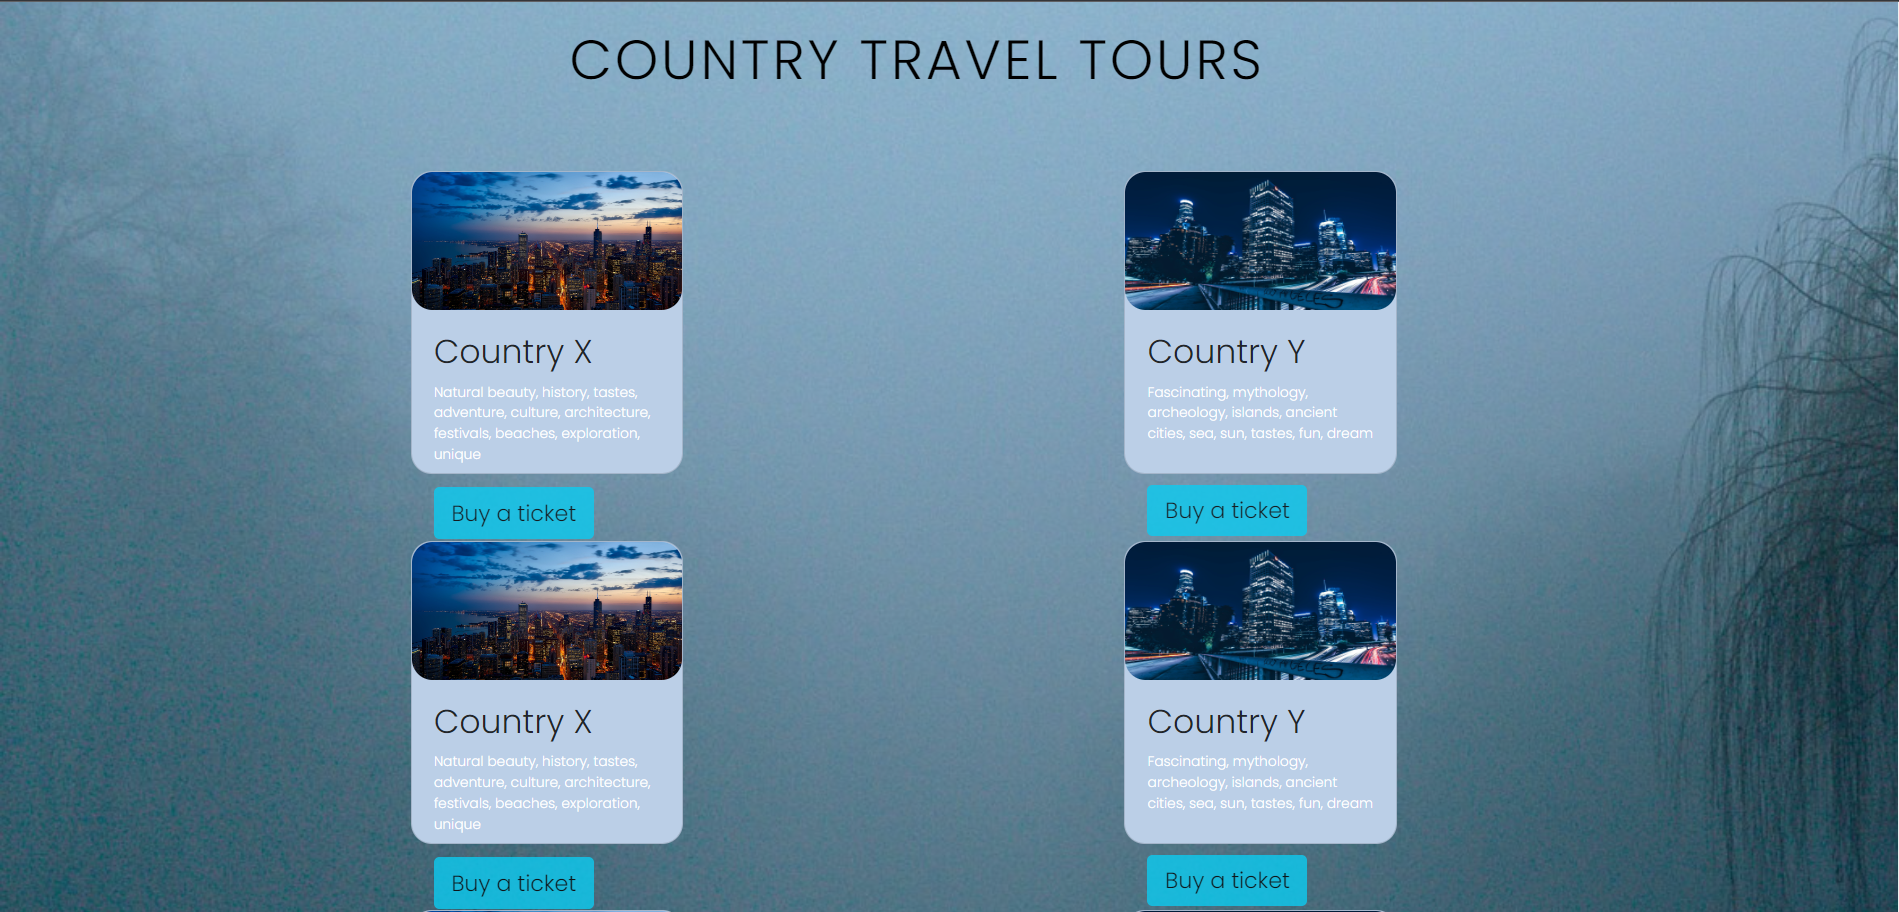 COUNTRY TRAVEL TOURS
Country X
Natural beauty, history, tastes,
adventure, culture, architecture,
festivals, beaches, exploration,
unique
Buy a ticket
Country Y
Fascinating, mythology,
archeology, islands, ancient
cities, sea, sun, tastes, fun, dream
Buy a ticket
Country X
Natural beauty, history, tastes,
adventure, culture, architecture,
festivals, beaches, exploration,
unique
Buy a ticket
Country Y
Fascinating, mythology,
archeology, islands, ancient
cities, sea, sun, tastes, fun, dream
Buy a ticket